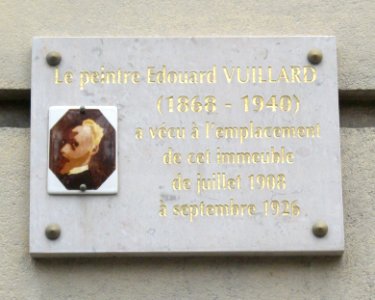 Le peintre Edouard VUILLARD
(1868 - 1940)
a vécu à l'emplacement
de cet immeuble
de juillet 1908
à septembre 1926